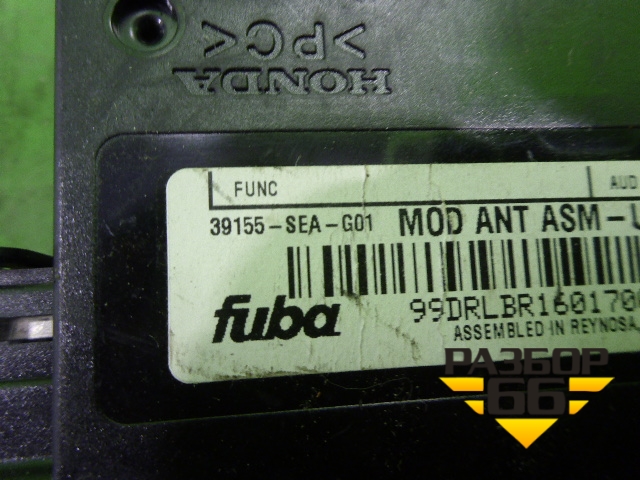 >PC<
HONDA
FUNC AUD
39155-SEA-G01 MOD ANT ASM-U
fuba 99DRLBR160170
ASSEMBLED IN REYNOSA,
РАЗБОР
66